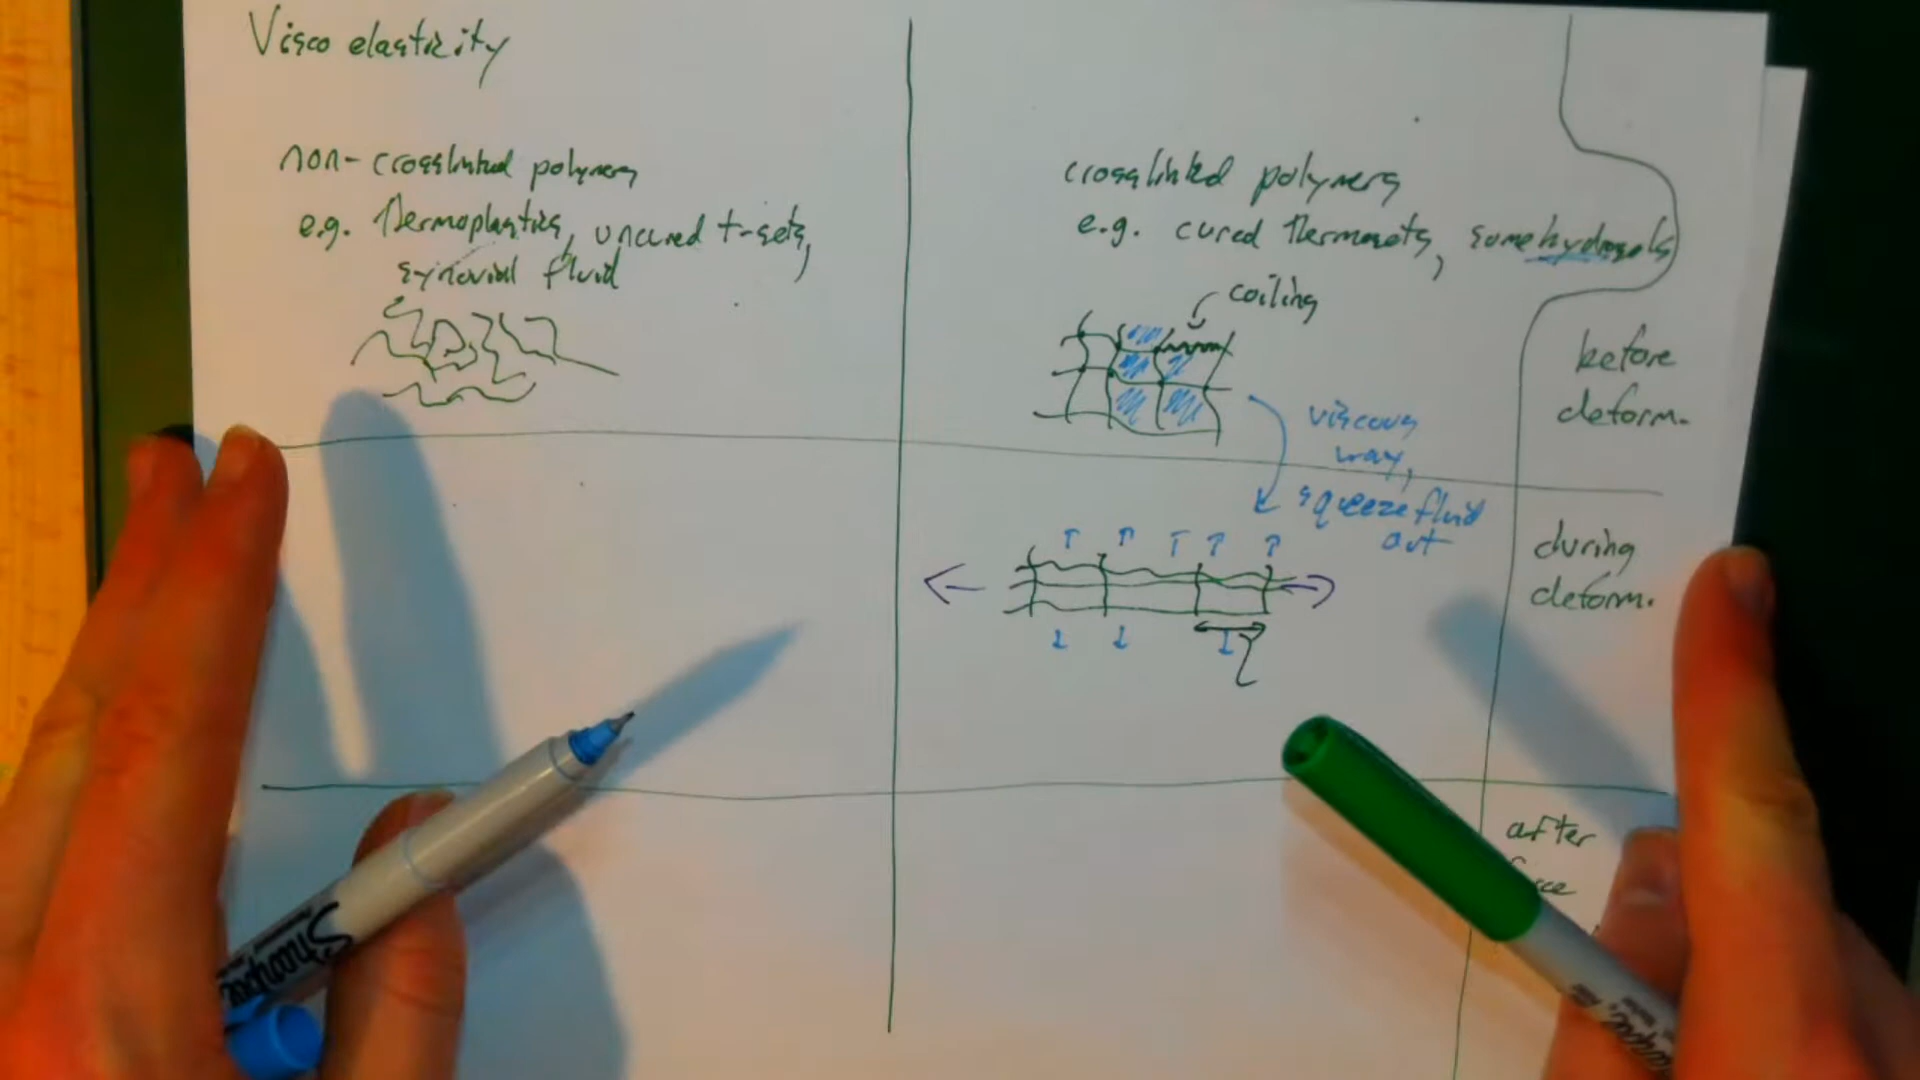 Visco elasticity
non-crosslinked polymers
e.g. thermoplastics, uncured t-sets,
synovial fluid
crosslinked polymers
e.g. cured thermosets, some hydrogels
coiling
before
deform.
viscous
way,
squeeze fluid
out
during
deform.
after
Sharpie